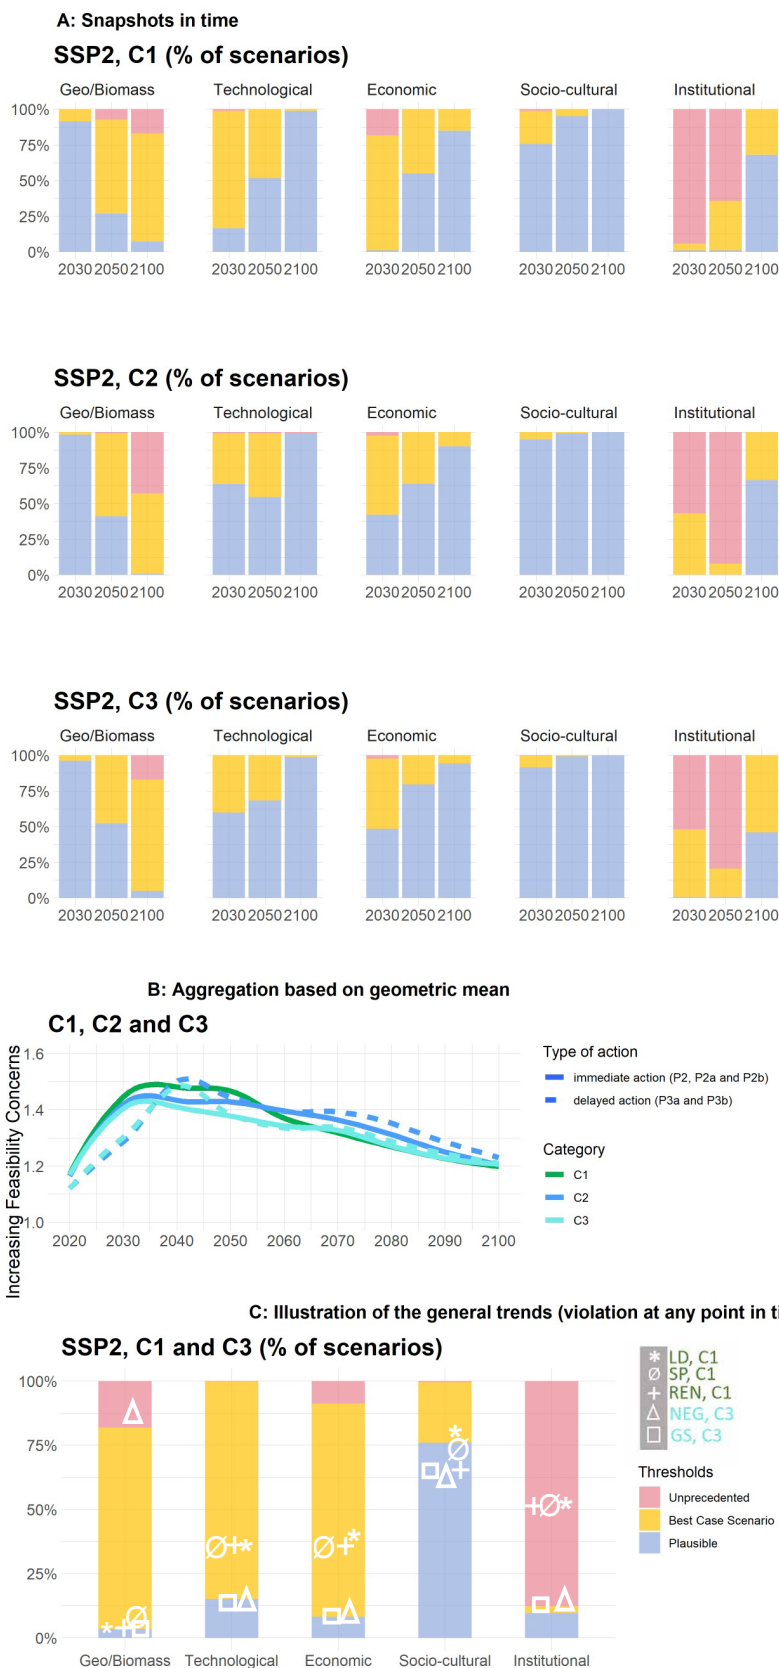 A: Snapshots in time
SSP2, C1 (% of scenarios)
Geo/Biomass Technological Economic Socio-cultural Institutional
100%
75%
50%
25%
0%
2030 2050 2100 2030 2050 2100 2030 2050 2100 2030 2050 2100 2030 2050 2100
SSP2, C2 (% of scenarios)
Geo/Biomass Technological Economic Socio-cultural Institutional
100%
75%
50%
25%
0%
2030 2050 2100 2030 2050 2100 2030 2050 2100 2030 2050 2100 2030 2050 2100
SSP2, C3 (% of scenarios)
Geo/Biomass Technological Economic Socio-cultural Institutional
100%
75%
50%
25%
0%
2030 2050 2100 2030 2050 2100 2030 2050 2100 2030 2050 2100 2030 2050 2100
B: Aggregation based on geometric mean
C1, C2 and C3
Increasing Feasibility Concerns
1.6
1.4
1.2
1.0
2020 2030 2040 2050 2060 2070 2080 2090 2100
Type of action
immediate action (P2, P2a and P2b)
delayed action (P3a and P3b)
Category
C1
C2
C3
C: Illustration of the general trends (violation at any point in ti
SSP2, C1 and C3 (% of scenarios)
100%
75%
50%
25%
0%
Geo/Biomass Technological Economic Socio-cultural Institutional
* LD, C1
Ø SP, C1
+ REN, C1
△ NEG, C3
□ GS, C3
Thresholds
Unprecedented
Best Case Scenario
Plausible